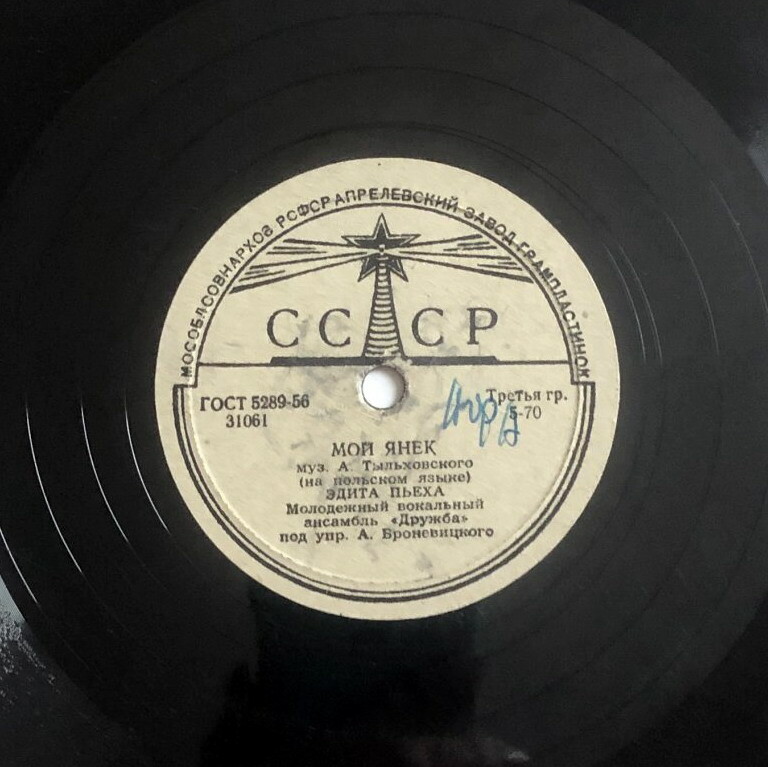 МОСОБЛСОВНАРХОЗ РСФСР АПРЕЛЕВСКИЙ ЗАВОД ГРАМПЛАСТИНОК
СССР
ГОСТ 5289-56
31061
Третья гр.
5-70
МОЙ ЯНЕК
муз. А. Тыльховского
(на польском языке)
ЭДИТА ПЬЕХА
Молодежный вокальный
ансамбль «Дружба»
под упр. А. Броневицкого